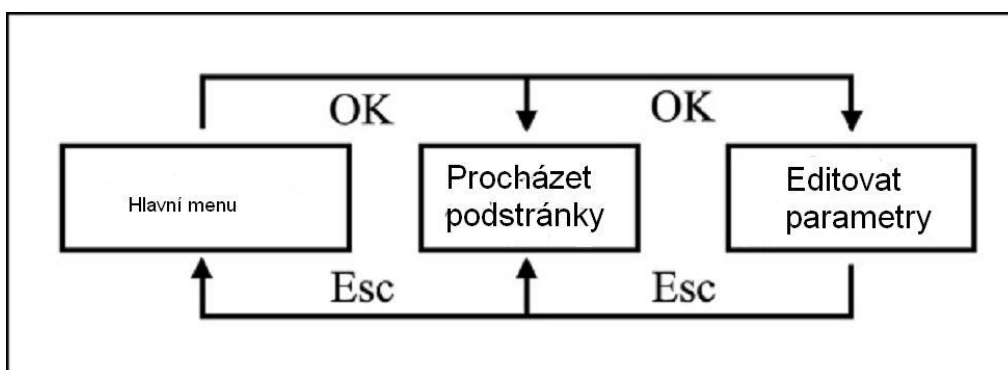 OK
OK
Hlavní menu
Procházet
podstránky
Editovat
parametry
Esc
Esc